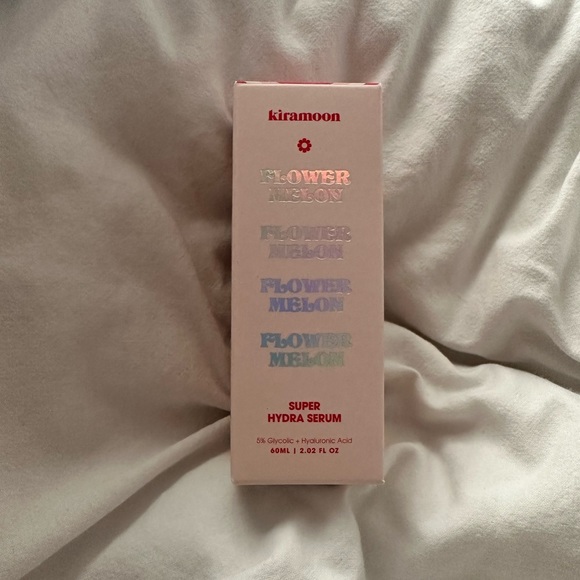 kiramoon
FLOWER
MELON
FLOWER
MELON
FLOWER
MELON
FLOWER
MELON
SUPER
HYDRA SERUM
5% Glycolic + Hyaluronic Acid
60ML | 2.02 FL OZ